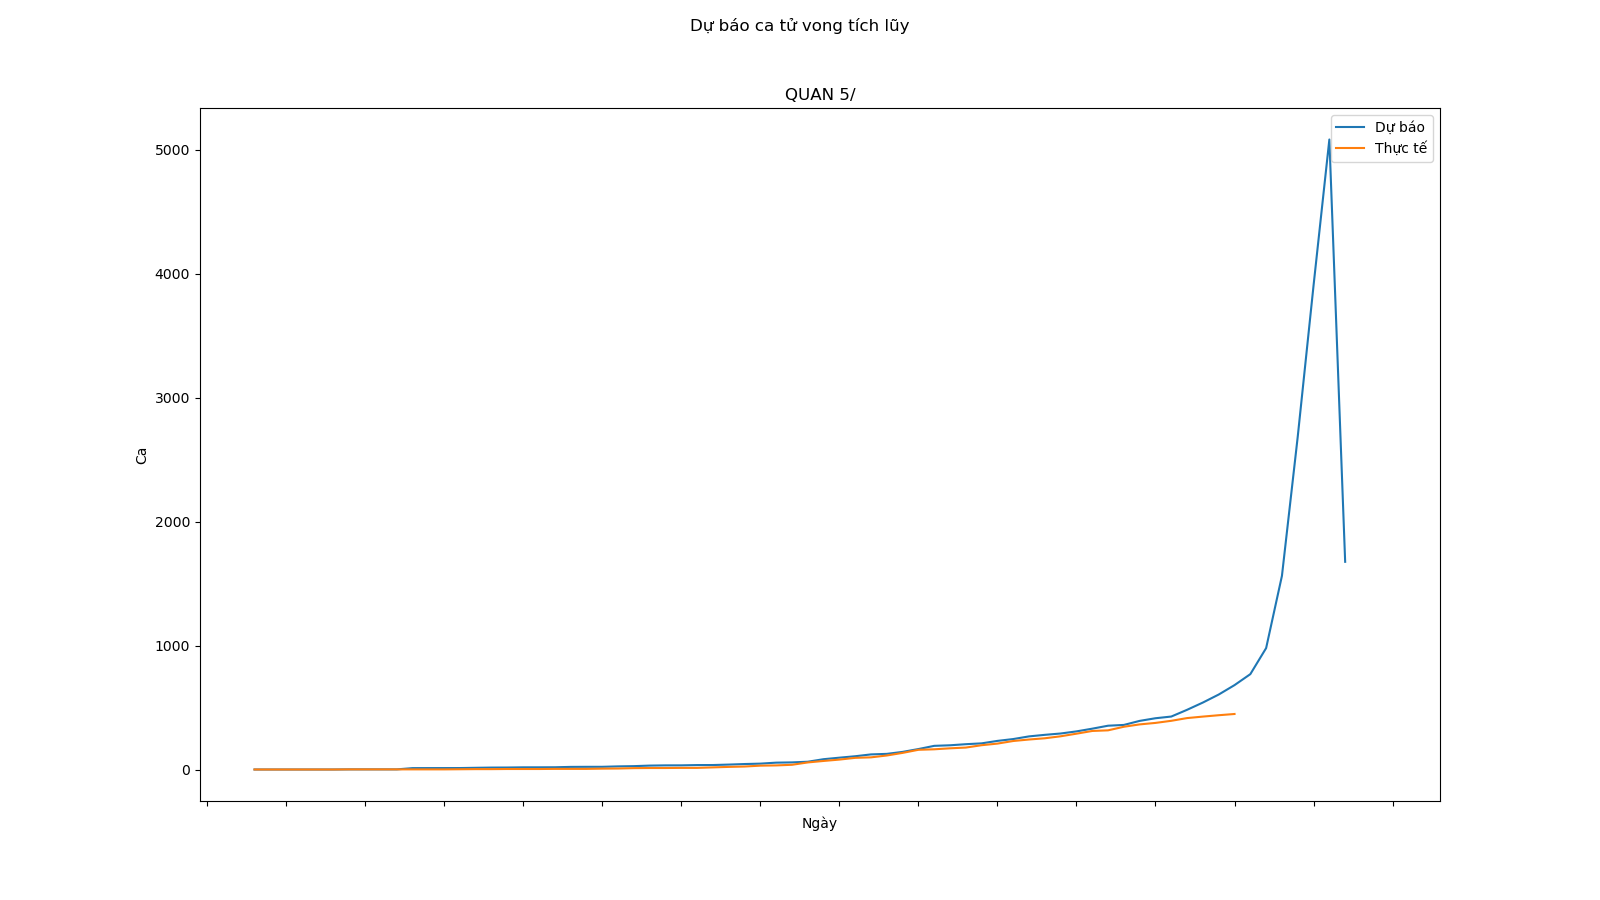 Dự báo ca tử vong tích lũy
QUAN 5/
Dự báo
Thực tế
5000
4000
3000
2000
1000
0
Ca
Ngày